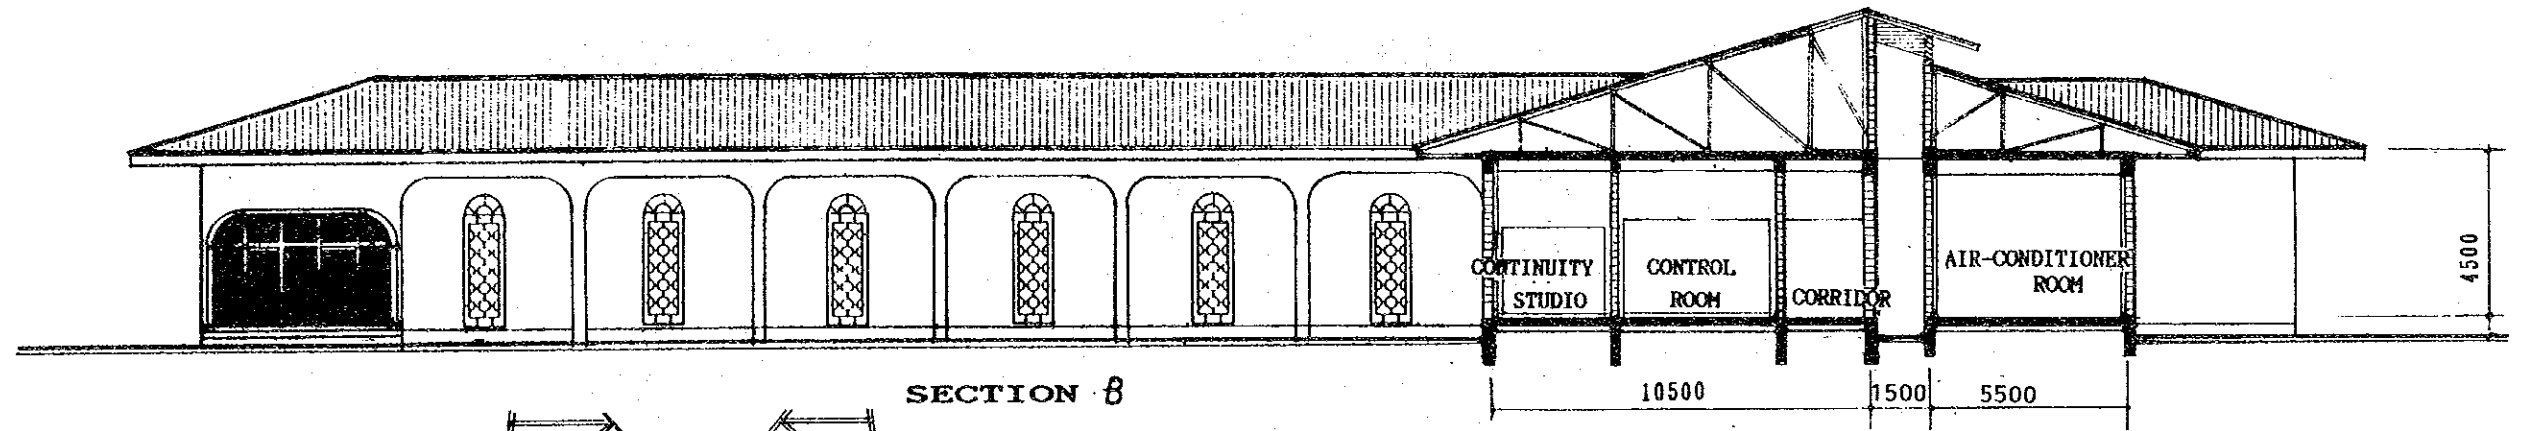 CONTINUITY
STUDIO
CONTROL
ROOM
CORRIDOR
AIR-CONDITIONER
ROOM
4500
SECTION B
10500
1500
5500